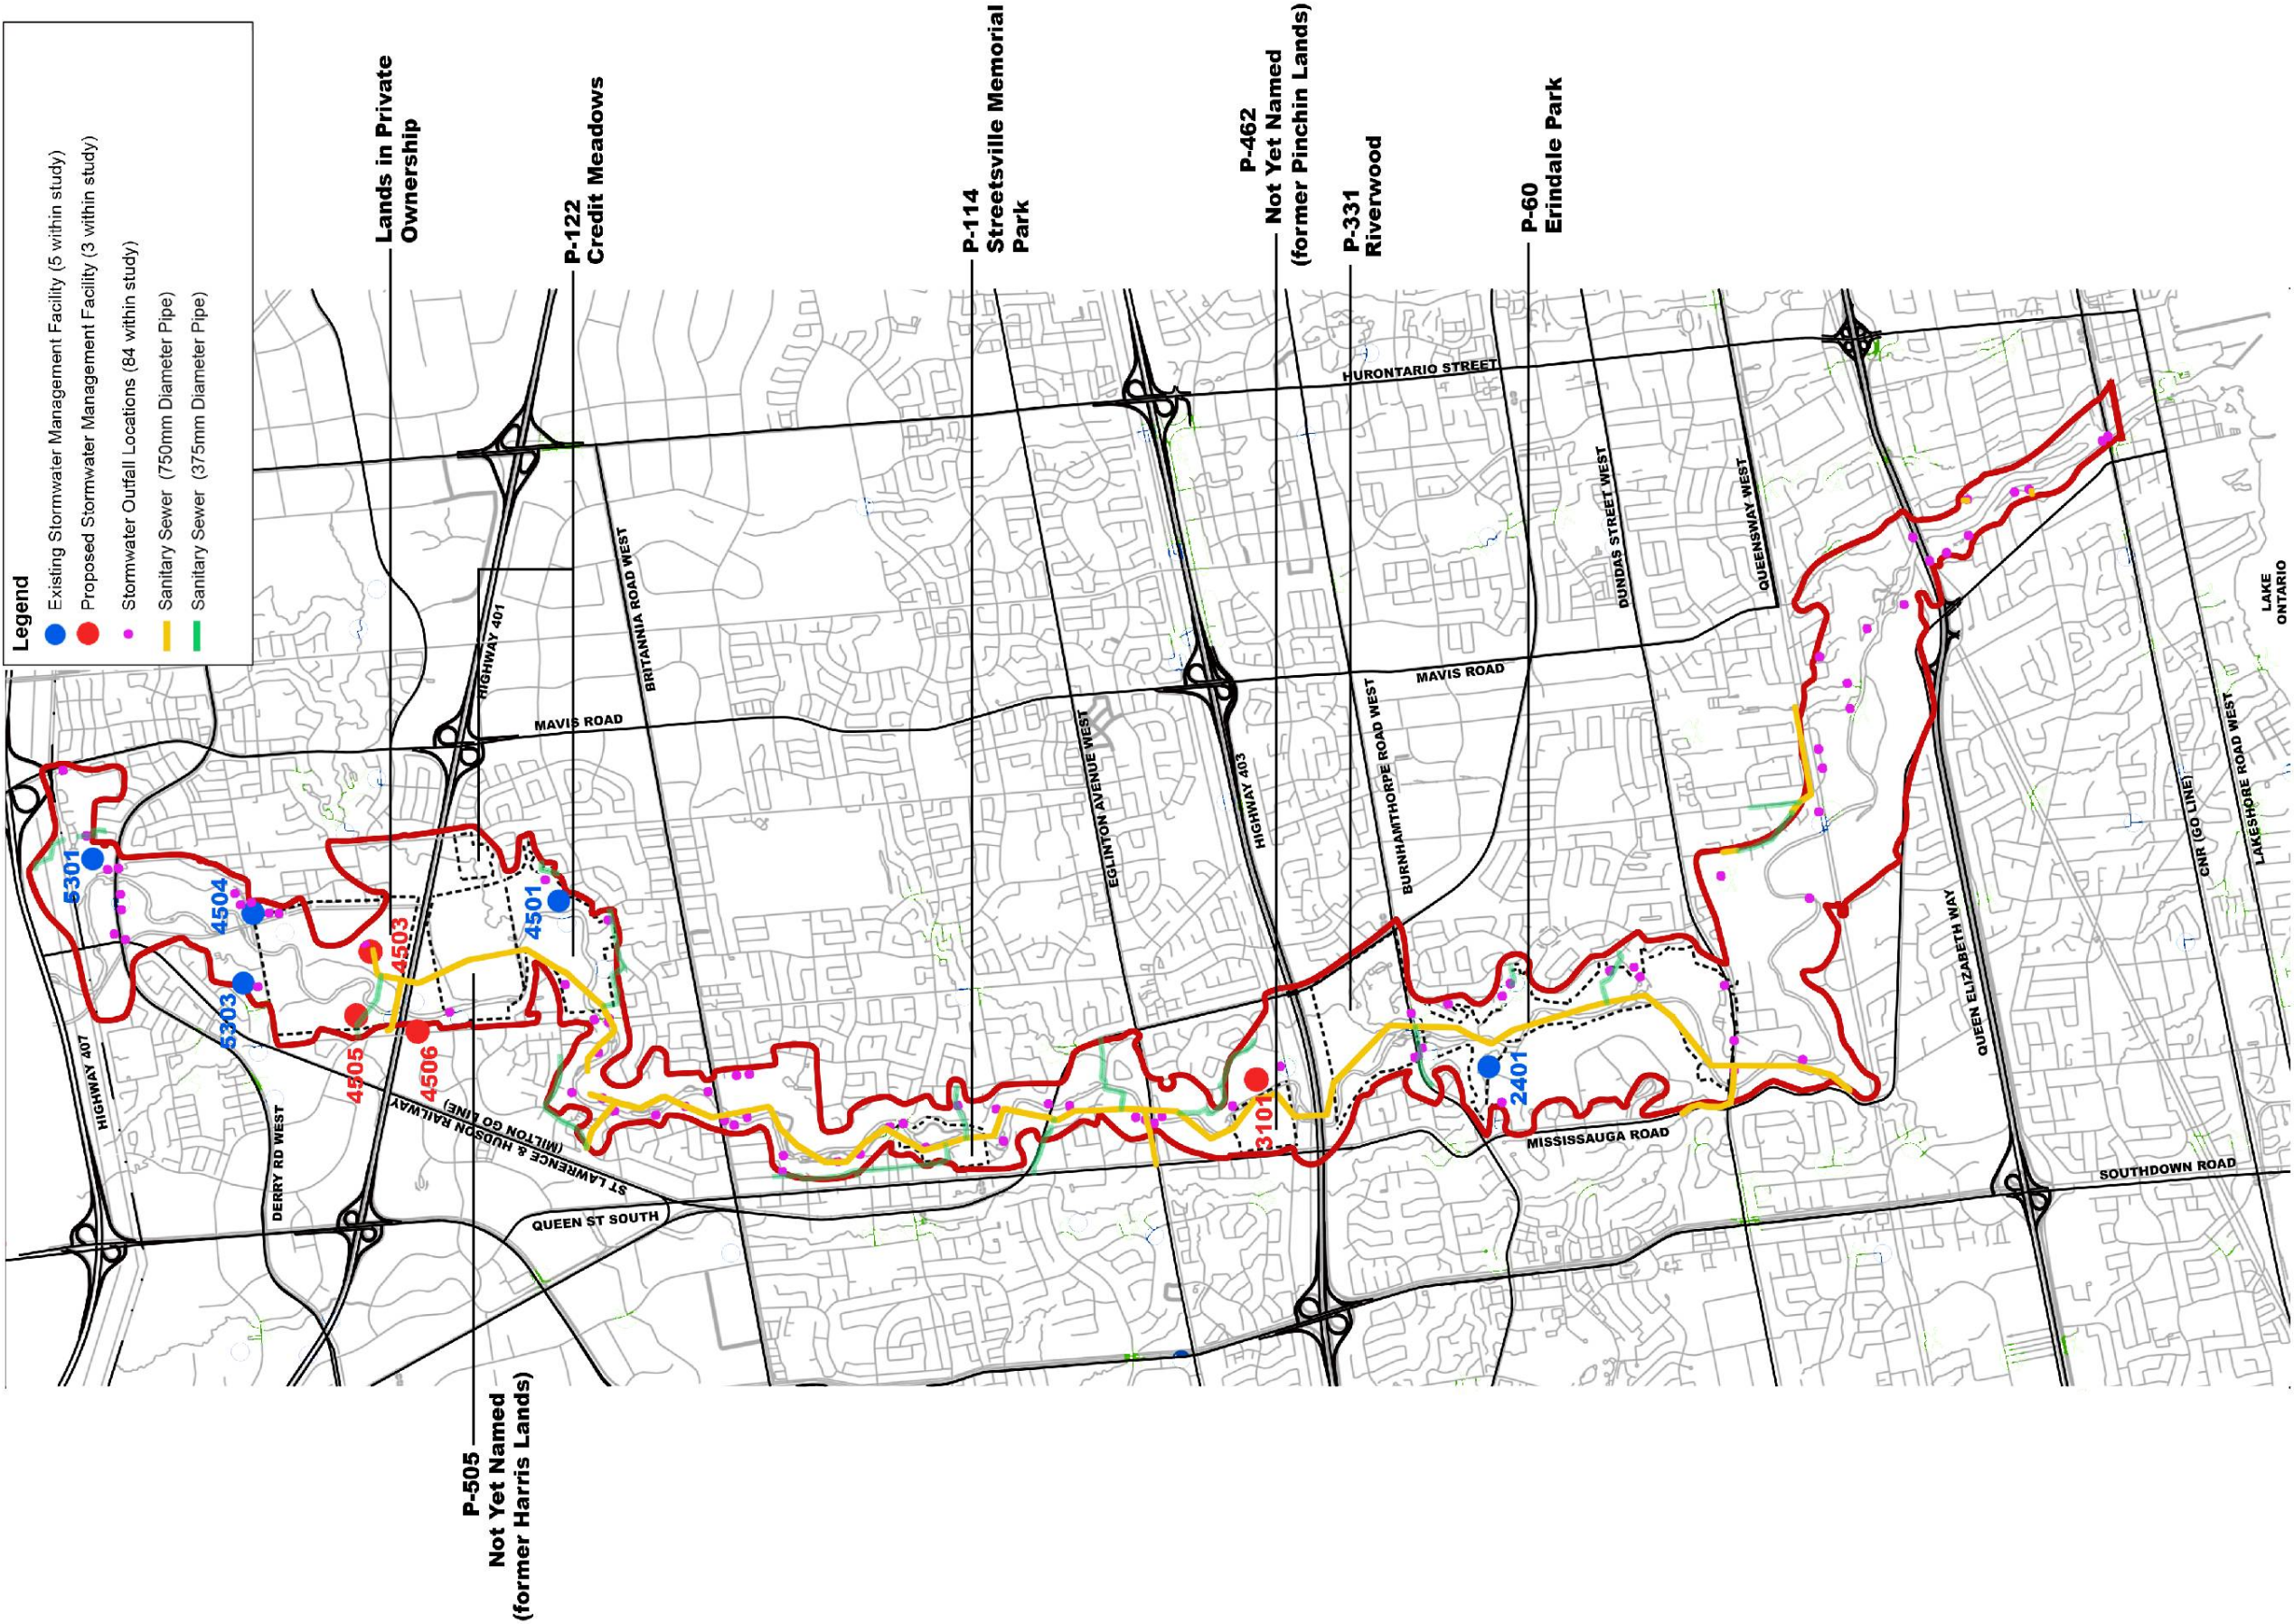 Legend
Existing Stormwater Management Facility (5 within study)
Proposed Stormwater Management Facility (3 within study)
Stormwater Outfall Locations (84 within study)
Sanitary Sewer (750mm Diameter Pipe)
Sanitary Sewer (375mm Diameter Pipe)
Lands in Private
Ownership
P-122
Credit Meadows
P-114
Streetsville Memorial
Park
P-462
Not Yet Named
(former Pinchin Lands)
P-331
Riverwood
P-60
Erindale Park
P-505
Not Yet Named
(former Harris Lands)
HURONTARIO STREET
HIGHWAY 401
BRITANNIA ROAD WEST
MAVIS ROAD
MAVIS ROAD
EGLINTON AVENUE WEST
HIGHWAY 403
BURNHAMTHORPE ROAD WEST
DUNDAS STREET WEST
QUEENSWAY WEST
LAKE
ONTARIO
LAKESHORE ROAD WEST
CNR (GO LINE)
QUEEN ELIZABETH WAY
SOUTHDOWN ROAD
MISSISSAUGA ROAD
QUEEN ST SOUTH
ST LAWRENCE & HUDSON RAILWAY
(MILTON GO LINE)
DERRY RD WEST
HIGHWAY 407
5301
4504
5303
4501
4503
4505
4506
3101
2401